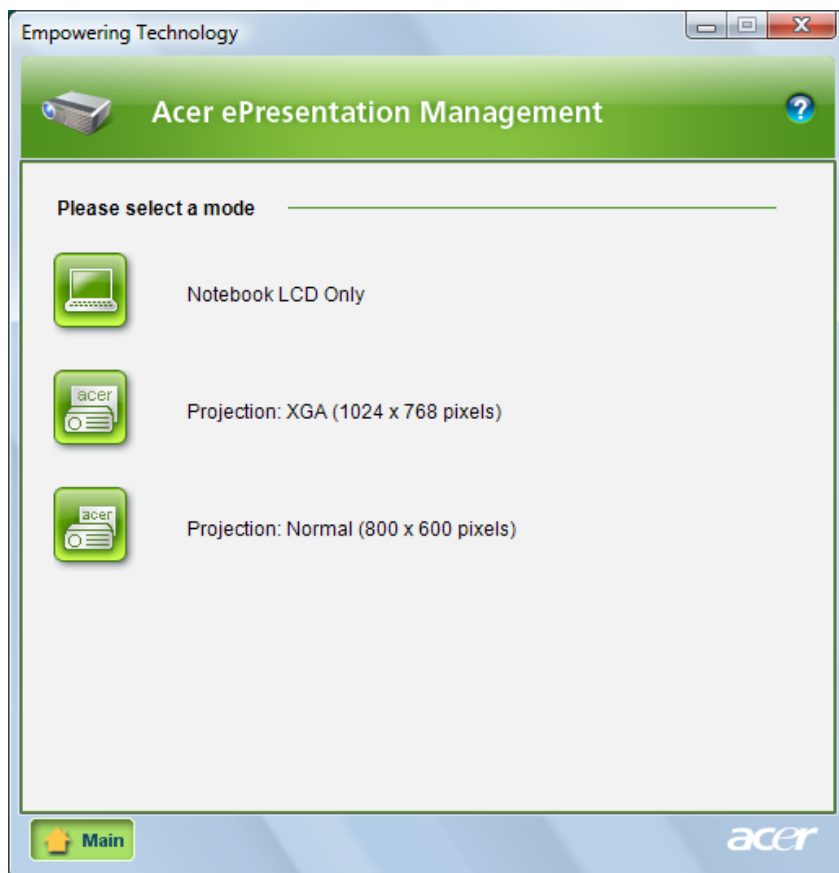 Empowering Technology
Acer ePresentation Management
?
Please select a mode
Notebook LCD Only
acer
Projection: XGA (1024 x 768 pixels)
acer
Projection: Normal (800 x 600 pixels)
Main
acer